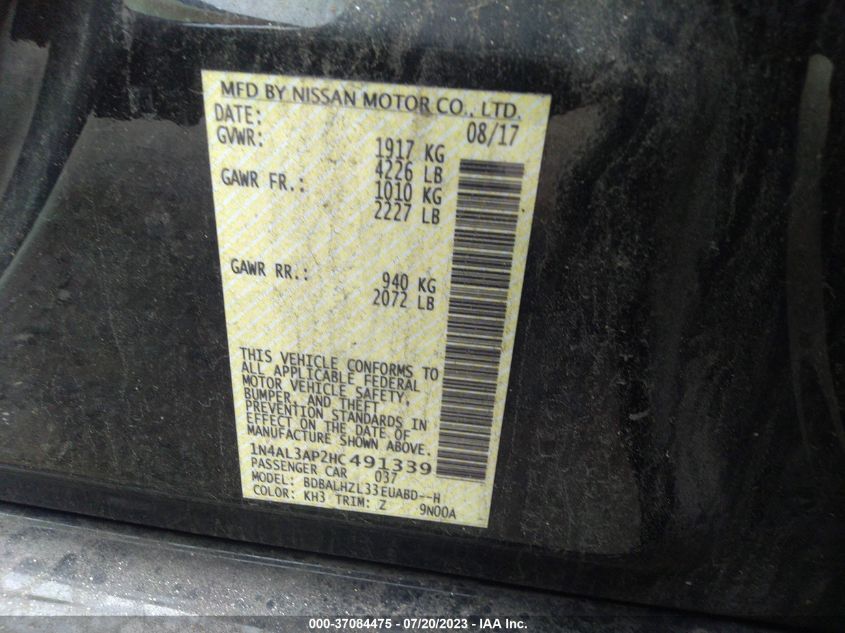 MFD BY NISSAN MOTOR CO., LTD.
DATE: 08/17
GVWR: 1917 KG
4226 LB
GAWR FR.: 1010 KG
2227 LB
GAWR RR.: 940 KG
2072 LB
THIS VEHICLE CONFORMS TO
ALL APPLICABLE FEDERAL
MOTOR VEHICLE SAFETY,
BUMPER, AND THEFT
PREVENTION STANDARDS IN
EFFECT ON THE DATE OF
MANUFACTURE SHOWN ABOVE.
1N4AL3AP2HC491339
PASSENGER CAR 037
MODEL: BDBALHZL33EUABD--H
COLOR: KH3 TRIM: Z 9N00A
000-37084475 - 07/20/2023 - IAA Inc.